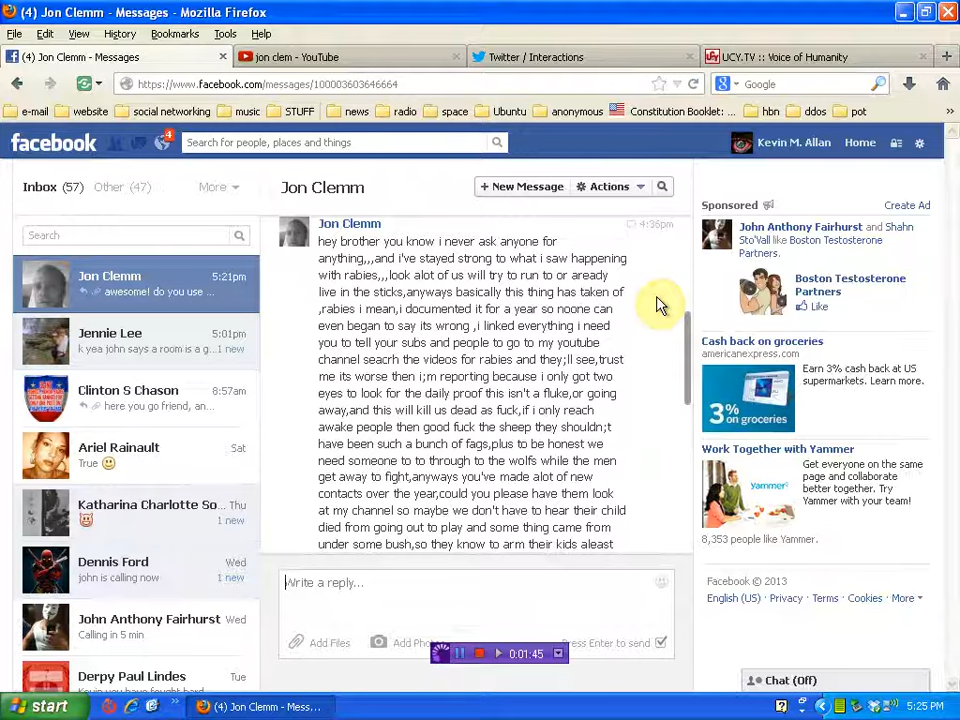 (4) Jon Clemm - Messages - Mozilla Firefox
File Edit View History Bookmarks Tools Help
(4) Jon Clemm - Messages
jon clem - YouTube
Twitter / Interactions
UCY.TV :: Voice of Humanity
https://www.facebook.com/messages/100003603646664
Google
e-mail website social networking music STUFF news radio space Ubuntu anonymous Constitution Booklet: ... hbn ddos pot
facebook
4
Search for people, places and things
Kevin M. Allan Home
Inbox (57) Other (47) More
Search
Jon Clemm 5:21pm
awesome! do you use ...
Jennie Lee 5:01pm
k yea john says a room is a g... 1 new
Clinton S Chason 8:57am
here you go friend, an...
Ariel Rainault Sat
True
Katharina Charlotte So... Thu
1 new
Dennis Ford Wed
john is calling now 1 new
John Anthony Fairhurst Wed
Calling in 5 min
Derpy Paul Lindes Tue
Jon Clemm
+ New Message Actions
Jon Clemm 4:36pm
hey brother you know i never ask anyone for
anything,,,and i've stayed strong to what i saw happening
with rabies,,,look alot of us will try to run to or aready
live in the sticks,anyways basically this thing has taken of
,rabies i mean,i documented it for a year so noone can
even began to say its wrong ,i linked everything i need
you to tell your subs and people to go to my youtube
channel seacrh the videos for rabies and they;ll see,trust
me its worse then i;m reporting because i only got two
eyes to look for the daily proof this isn't a fluke,or going
away,and this will kill us dead as fuck,if i only reach
awake people then good fuck the sheep they shouldn;t
have been such a bunch of fags,plus to be honest we
need someone to to through to the wolfs while the men
get away to fight,anyways you've made alot of new
contacts over the year,could you please have them look
at my channel so maybe we don't have to hear their child
died from going out to play and some thing came from
under some bush,so they know to arm their kids aleast
Write a reply...
Add Files Add Photos Press Enter to send
0:01:45
Sponsored Create Ad
John Anthony Fairhurst and Shahn
Sto'Vall like Boston Testosterone
Partners.
Boston Testosterone
Partners
Like
Cash back on groceries
americanexpress.com
Earn 3% cash back at US
supermarkets. Learn more.
3%
on groceries
Work Together with Yammer
Get everyone on the same
page and collaborate
better together. Try
Yammer with your team!
yammer
8,353 people like Yammer.
Facebook © 2013
English (US) · Privacy · Terms · Cookies · More
Chat (Off)
start
(4) Jon Clemm - Mess...
5:25 PM